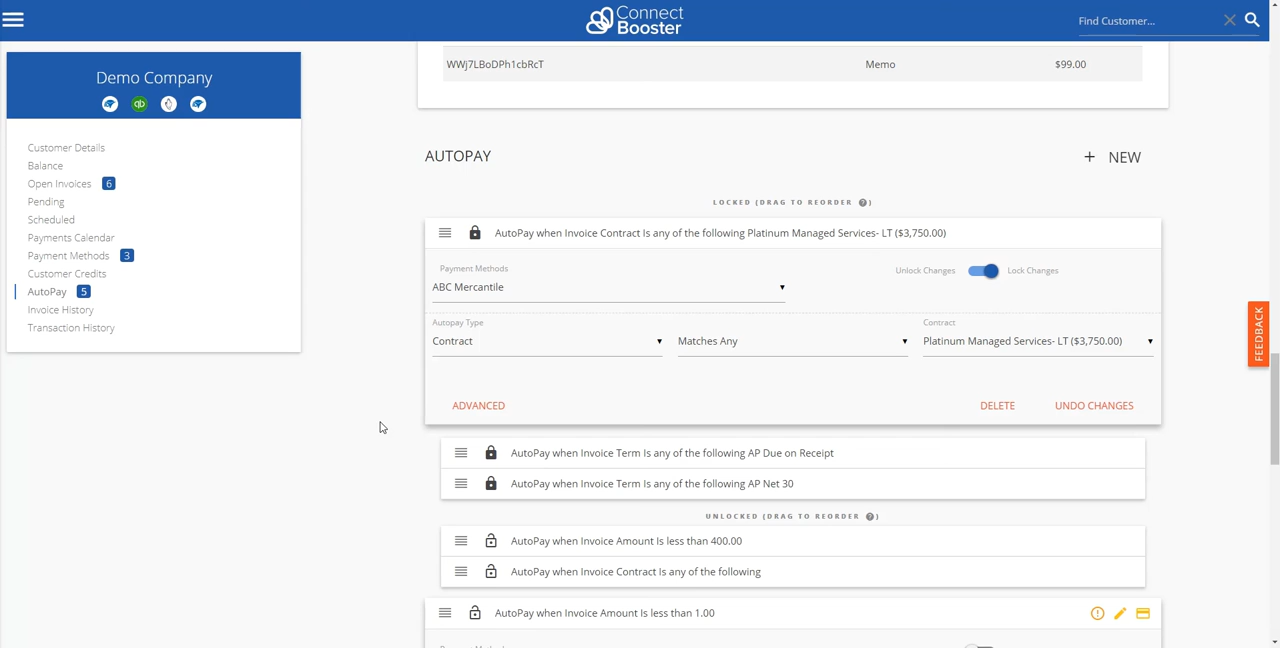 Connect
Booster
Find Customer...
Demo Company
qb
Customer Details
Balance
Open Invoices 6
Pending
Scheduled
Payments Calendar
Payment Methods 3
Customer Credits
AutoPay 5
Invoice History
Transaction History
WWj7LBoDPh1cbRcT Memo $99.00
AUTOPAY
+ NEW
LOCKED (DRAG TO REORDER ?)
AutoPay when Invoice Contract Is any of the following Platinum Managed Services- LT ($3,750.00)
Payment Methods
ABC Mercantile
Unlock Changes Lock Changes
Autopay Type
Contract
Matches Any
Contract
Platinum Managed Services- LT ($3,750.00)
ADVANCED DELETE UNDO CHANGES
AutoPay when Invoice Term Is any of the following AP Due on Receipt
AutoPay when Invoice Term Is any of the following AP Net 30
UNLOCKED (DRAG TO REORDER ?)
AutoPay when Invoice Amount Is less than 400.00
AutoPay when Invoice Contract Is any of the following
AutoPay when Invoice Amount Is less than 1.00
FEEDBACK